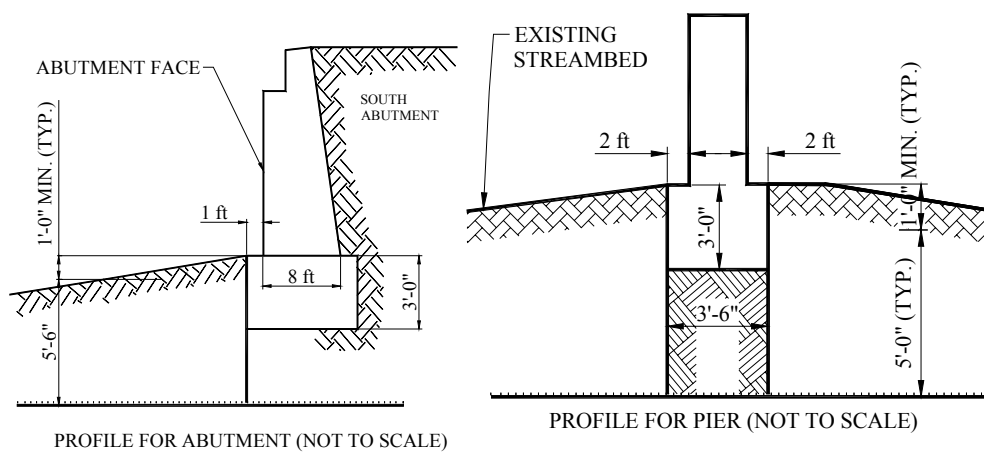 ABUTMENT FACE
SOUTH
ABUTMENT
1'-0" MIN. (TYP.)
1 ft
8 ft
3'-0"
5'-6"
PROFILE FOR ABUTMENT (NOT TO SCALE)
EXISTING
STREAMBED
2 ft
2 ft
1'-0" MIN. (TYP.)
3'-0"
3'-6"
5'-0" (TYP.)
PROFILE FOR PIER (NOT TO SCALE)